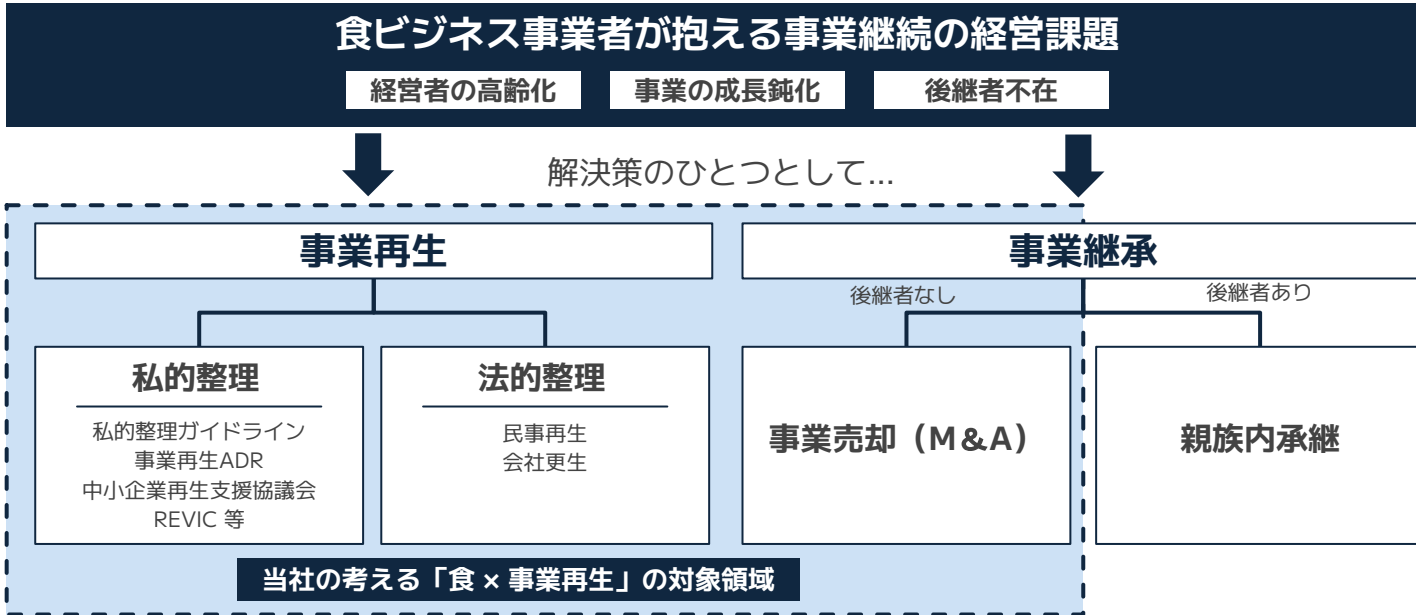 食ビジネス事業者が抱える事業継続の経営課題
経営者の高齢化
事業の成長鈍化
後継者不在
解決策のひとつとして...
事業再生
事業継承
後継者なし
後継者あり
私的整理
私的整理ガイドライン
事業再生ADR
中小企業再生支援協議会
REVIC 等
法的整理
民事再生
会社更生
事業売却（M&A）
親族内承継
当社の考える「食 × 事業再生」の対象領域